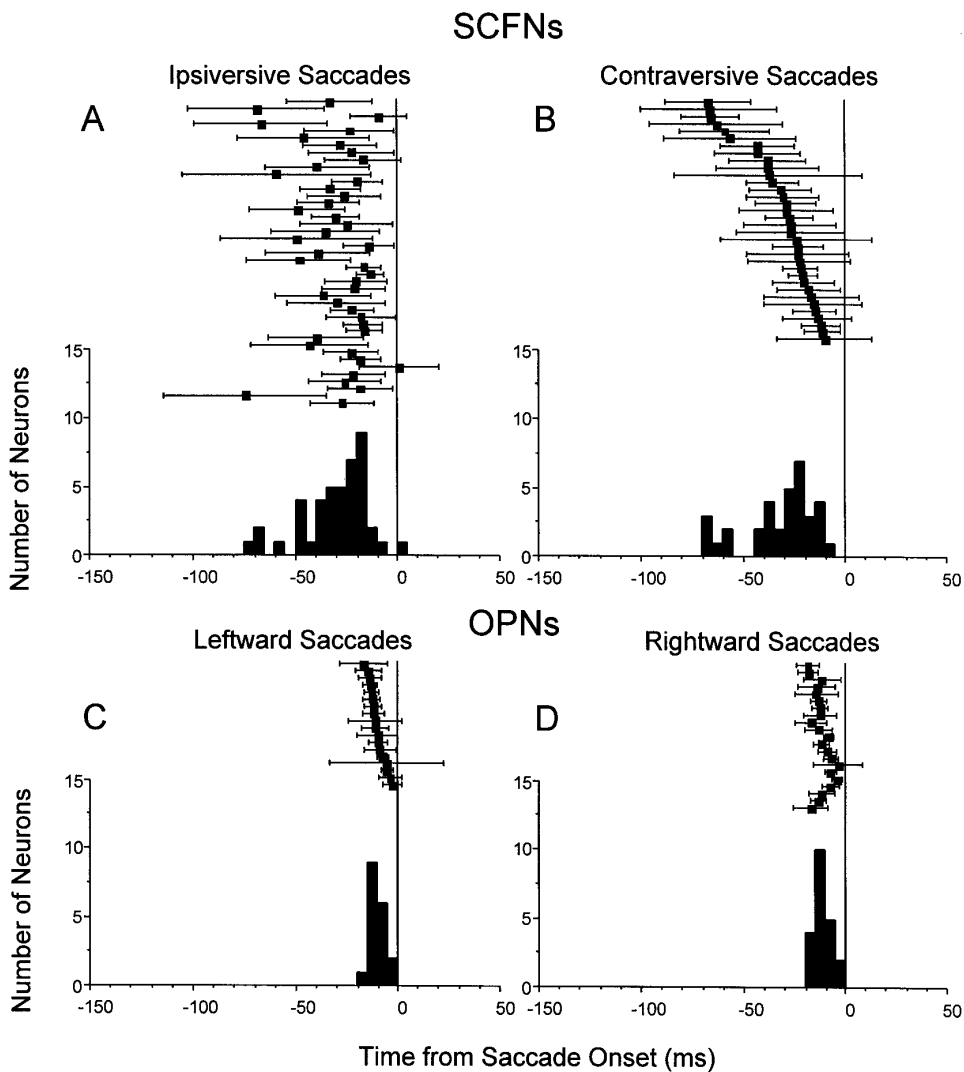 SCFNs
Ipsiversive Saccades
Contraversive Saccades
A
B
15
10
5
0
-150
-100
-50
0
50
15
10
5
0
-150
-100
-50
0
50
Number of Neurons
OPNs
Leftward Saccades
Rightward Saccades
C
D
15
10
5
0
-150
-100
-50
0
50
15
10
5
0
-150
-100
-50
0
50
Number of Neurons
Time from Saccade Onset (ms)